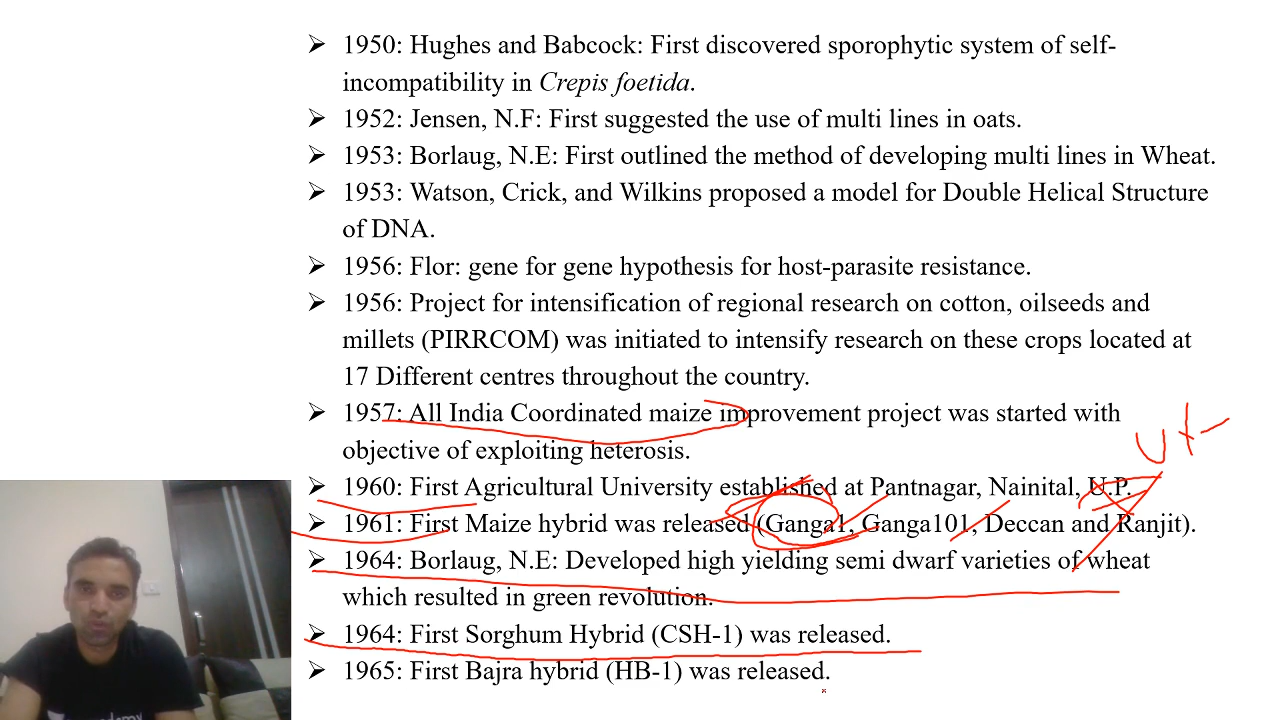 ➢ 1950: Hughes and Babcock: First discovered sporophytic system of self-
incompatibility in Crepis foetida.
➢ 1952: Jensen, N.F: First suggested the use of multi lines in oats.
➢ 1953: Borlaug, N.E: First outlined the method of developing multi lines in Wheat.
➢ 1953: Watson, Crick, and Wilkins proposed a model for Double Helical Structure
of DNA.
➢ 1956: Flor: gene for gene hypothesis for host-parasite resistance.
➢ 1956: Project for intensification of regional research on cotton, oilseeds and
millets (PIRRCOM) was initiated to intensify research on these crops located at
17 Different centres throughout the country.
➢ 1957: All India Coordinated maize improvement project was started with
objective of exploiting heterosis.
➢ 1960: First Agricultural University established at Pantnagar, Nainital, U.P.
➢ 1961: First Maize hybrid was released (Ganga1, Ganga101, Deccan and Ranjit).
➢ 1964: Borlaug, N.E: Developed high yielding semi dwarf varieties of wheat
which resulted in green revolution.
➢ 1964: First Sorghum Hybrid (CSH-1) was released.
➢ 1965: First Bajra hybrid (HB-1) was released.